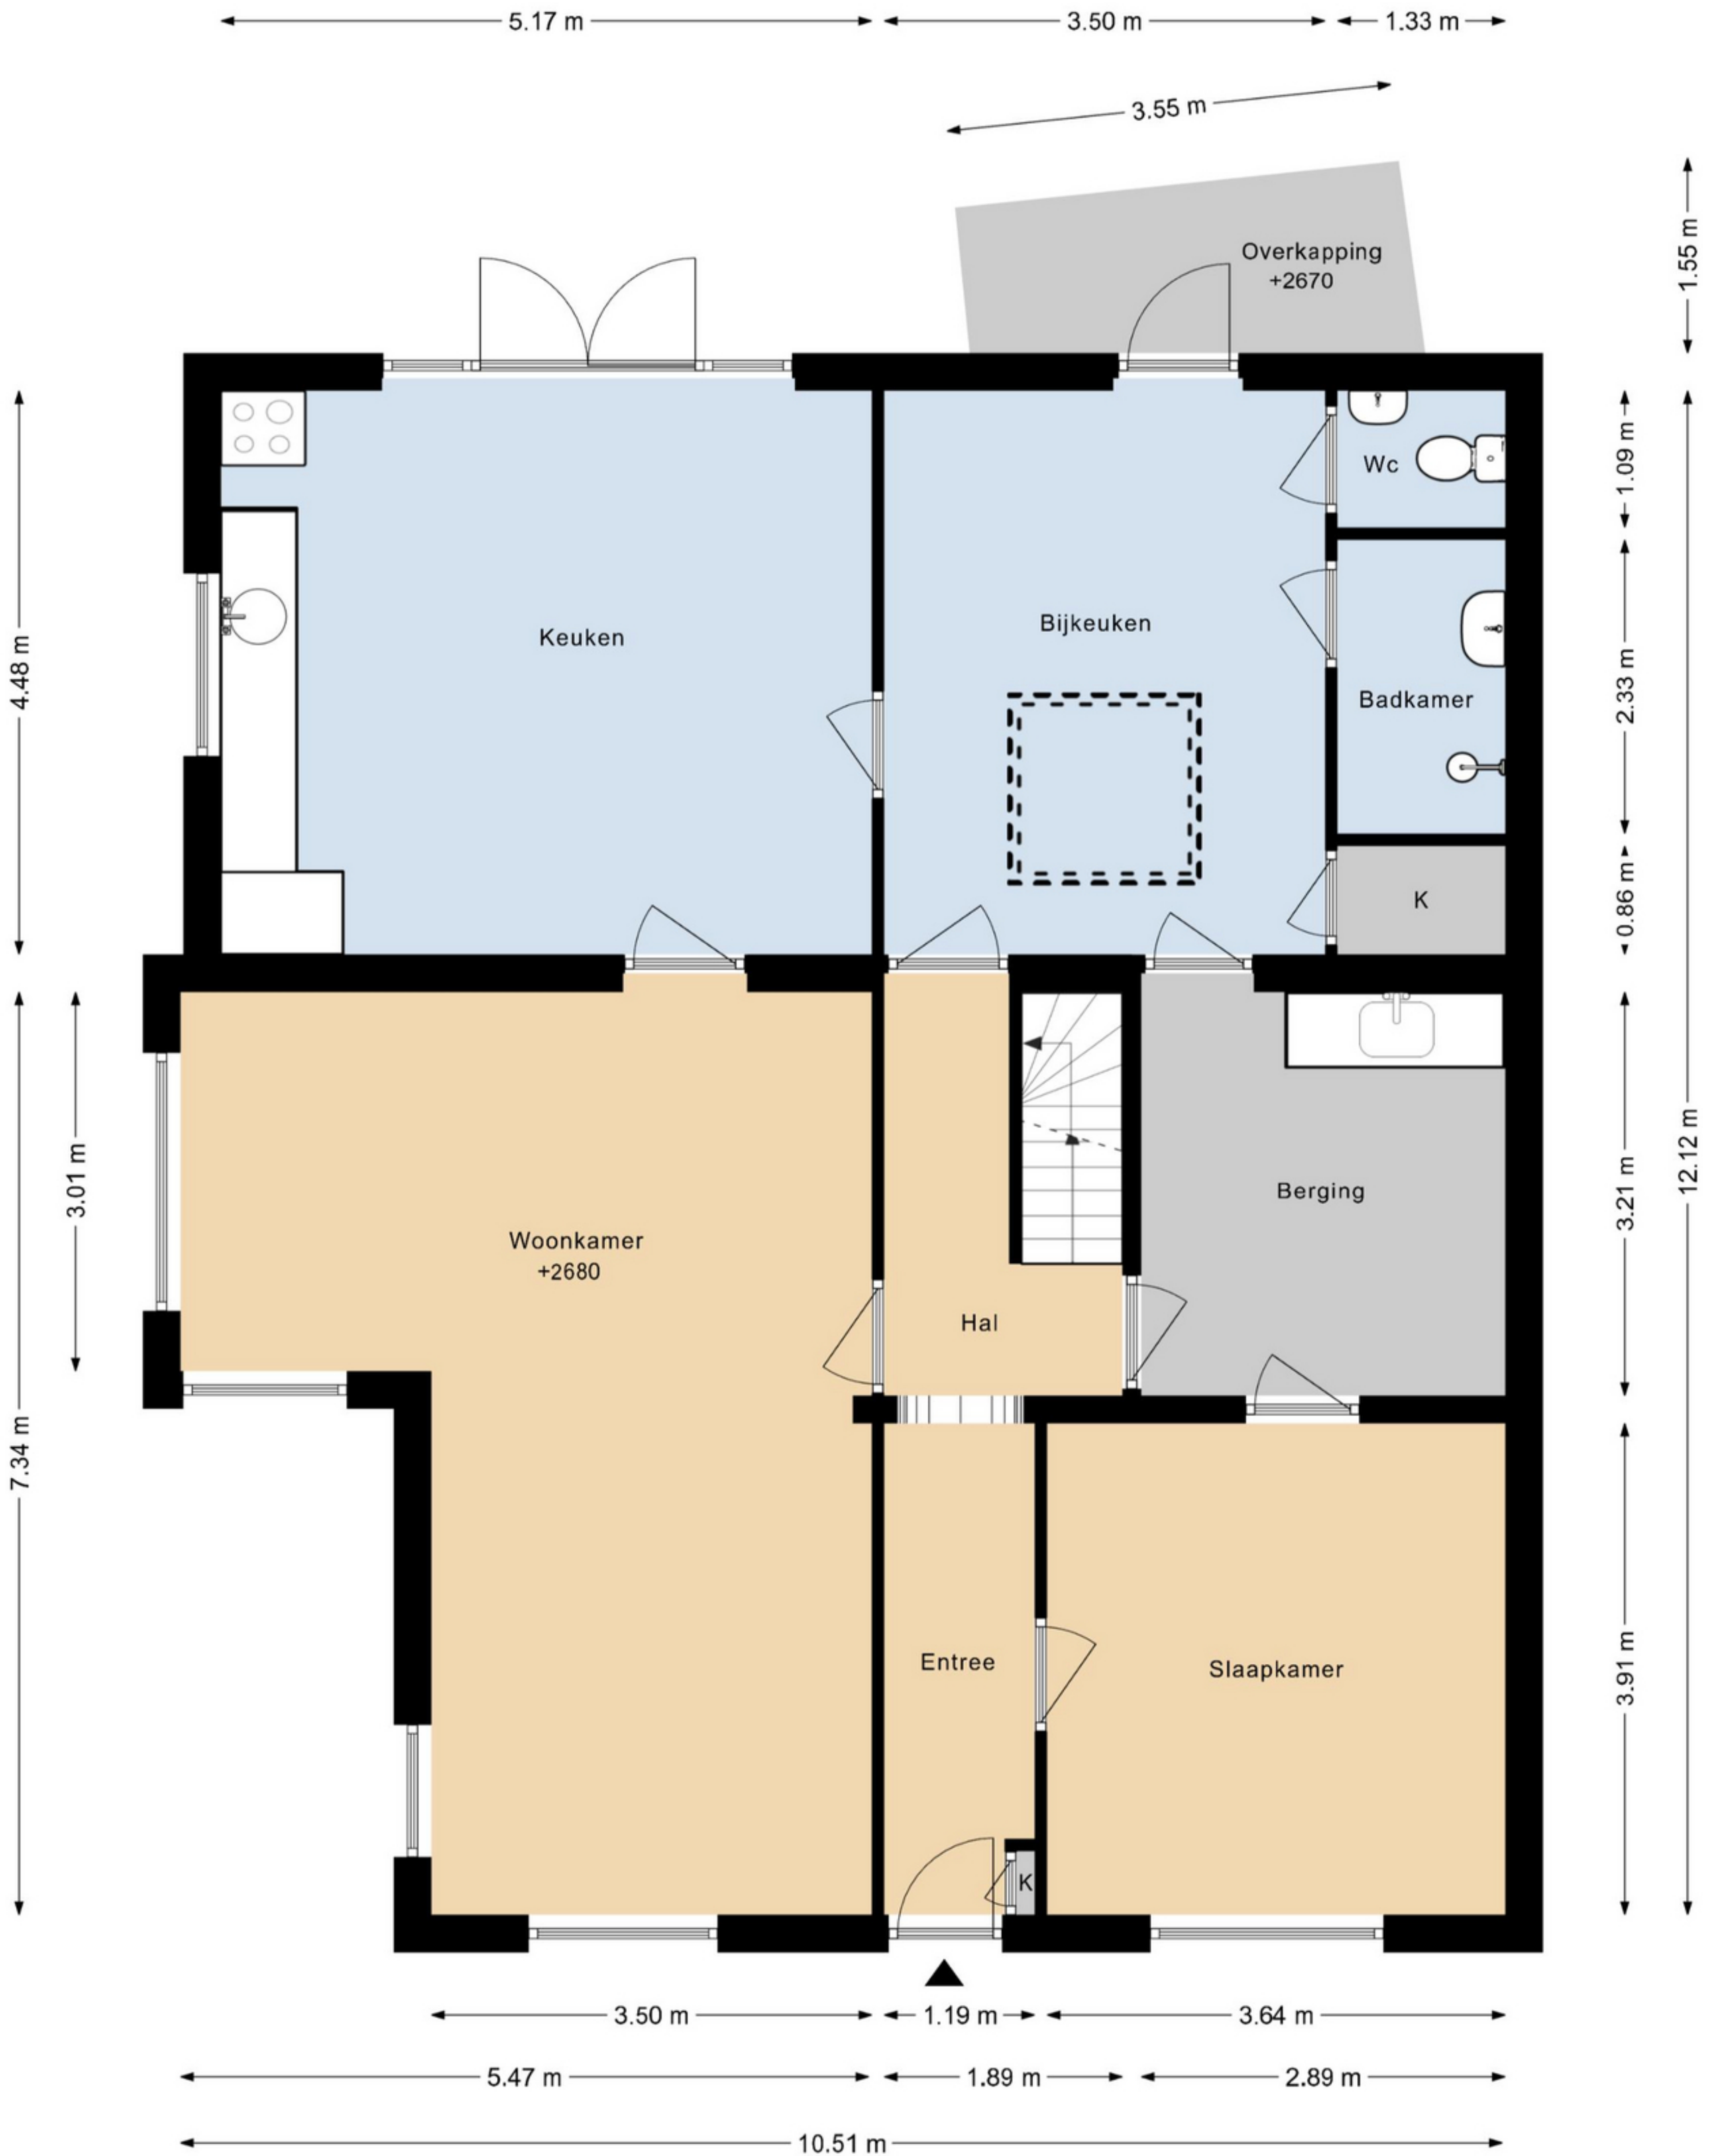 5.17 m
3.50 m
1.33 m
3.55 m
1.55 m
Overkapping
+2670
4.48 m
Keuken
Bijkeuken
Wc
1.09 m
Badkamer
2.33 m
K
0.86 m
12.12 m
7.34 m
3.01 m
Woonkamer
+2680
Hal
Berging
3.21 m
Entree
Slaapkamer
3.91 m
K
3.50 m
1.19 m
3.64 m
5.47 m
1.89 m
2.89 m
10.51 m